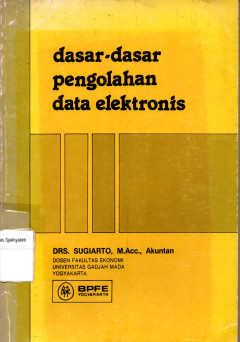 dasar-dasar
pengolahan
data elektronis
DRS. SUGIARTO, M.Acc., Akuntan
DOSEN FAKULTAS EKONOMI
UNIVERSITAS GADJAH MADA
YOGYAKARTA
BPFE
YOGYAKARTA